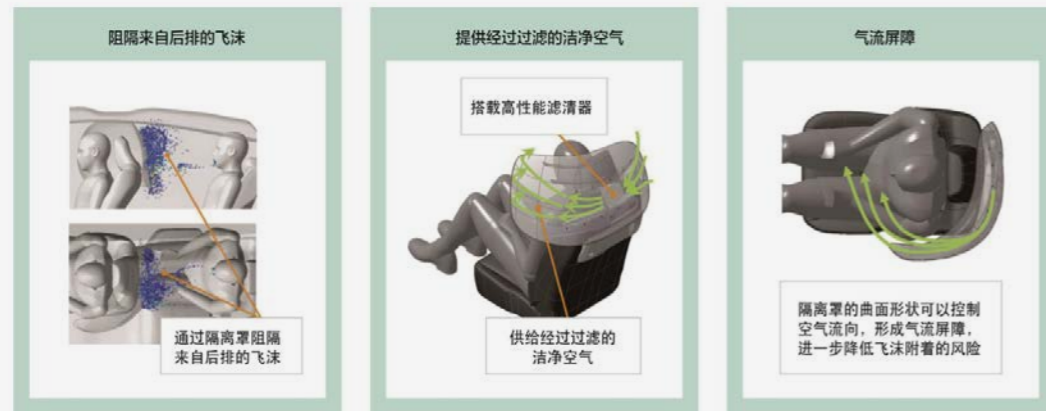 阻隔来自后排的飞沫
通过隔离罩阻隔
来自后排的飞沫
提供经过过滤的洁净空气
搭载高性能滤清器
供给经过过滤的
洁净空气
气流屏障
隔离罩的曲面形状可以控制
空气流向，形成气流屏障，
进一步降低飞沫附着的风险